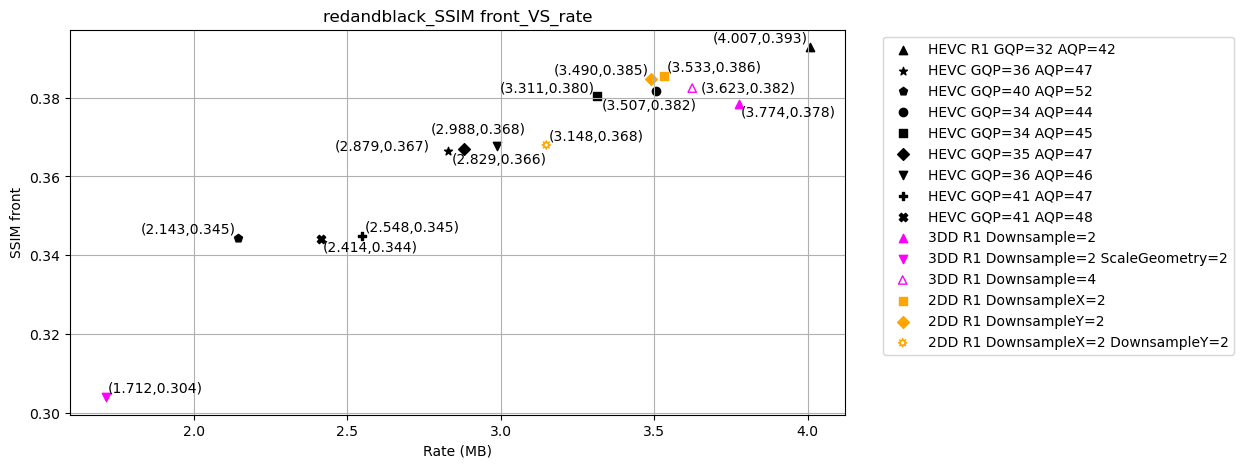 redandblack_SSIM front_VS_rate
SSIM front
0.38
0.36
0.34
0.32
0.30
(4.007,0.393)
(3.490,0.385)
(3.533,0.386)
(3.311,0.380)
(3.623,0.382)
(3.507,0.382)
(3.774,0.378)
(2.988,0.368)
(3.148,0.368)
(2.879,0.367)
(2.829,0.366)
(2.143,0.345)
(2.548,0.345)
(2.414,0.344)
(1.712,0.304)
2.0
2.5
3.0
3.5
4.0
Rate (MB)
HEVC R1 GQP=32 AQP=42
HEVC GQP=36 AQP=47
HEVC GQP=40 AQP=52
HEVC GQP=34 AQP=44
HEVC GQP=34 AQP=45
HEVC GQP=35 AQP=47
HEVC GQP=36 AQP=46
HEVC GQP=41 AQP=47
HEVC GQP=41 AQP=48
3DD R1 Downsample=2
3DD R1 Downsample=2 ScaleGeometry=2
3DD R1 Downsample=4
2DD R1 DownsampleX=2
2DD R1 DownsampleY=2
2DD R1 DownsampleX=2 DownsampleY=2